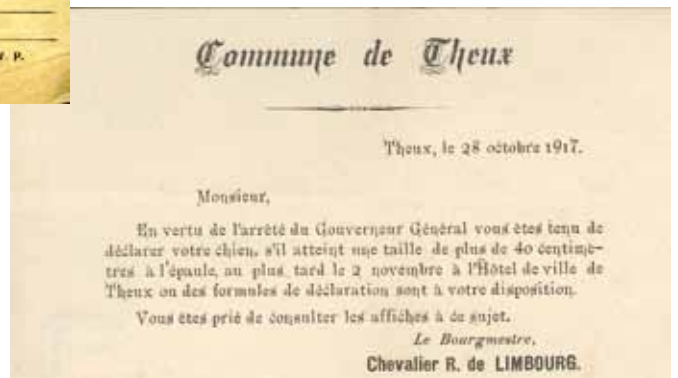 P.
Commune de Theux
Theux, le 28 octobre 1917.
Monsieur,
En vertu de l'arrêté du Gouverneur Général vous êtes tenu de
déclarer votre chien, s'il atteint une taille de plus de 40 centimè-
tres à l'épaule, au plus tard le 2 novembre à l'Hôtel de ville de
Theux ou des formules de déclaration sont à votre disposition.
Vous êtes prié de consulter les affiches à ce sujet.
Le Bourgmestre,
Chevalier R. de LIMBOURG.